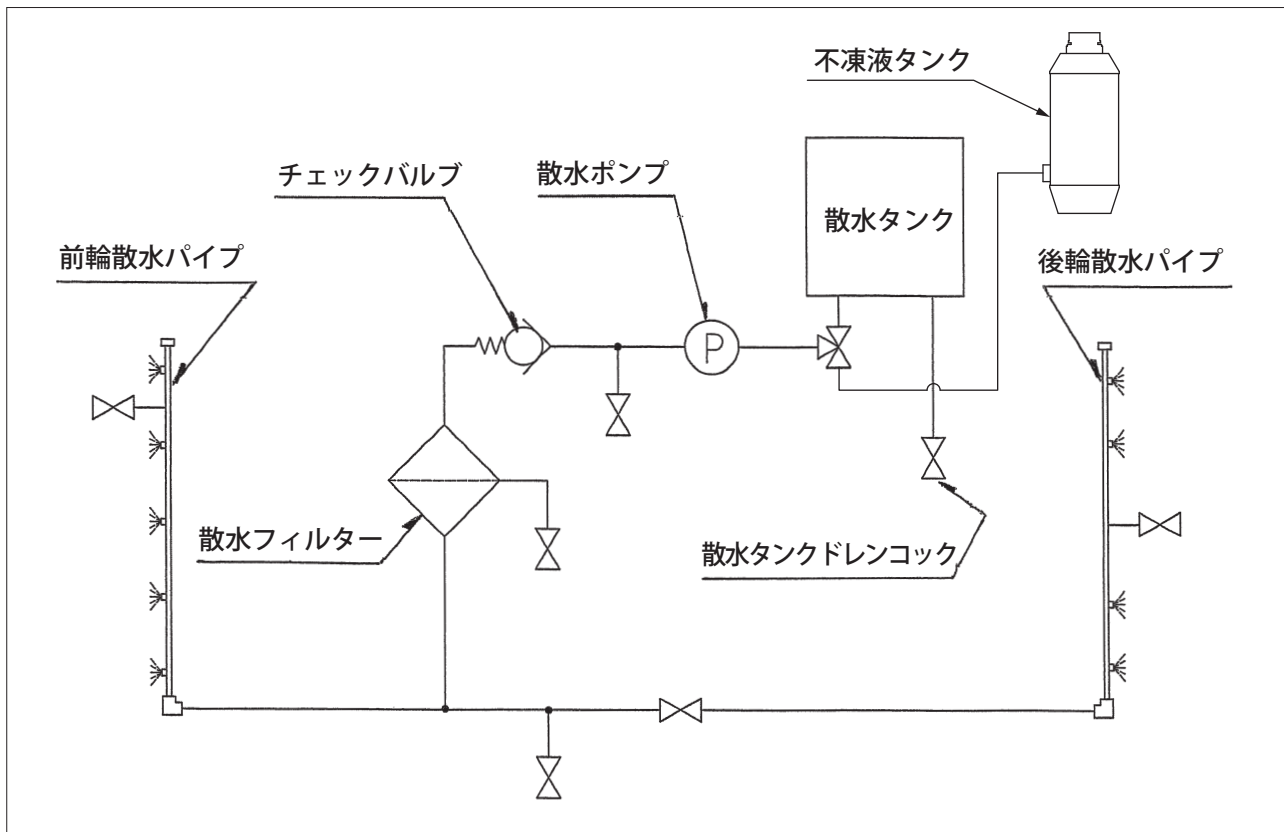 不凍液タンク
チェックバルブ
散水ポンプ
散水タンク
前輪散水パイプ
後輪散水パイプ
P
散水フィルター
散水タンクドレンコック